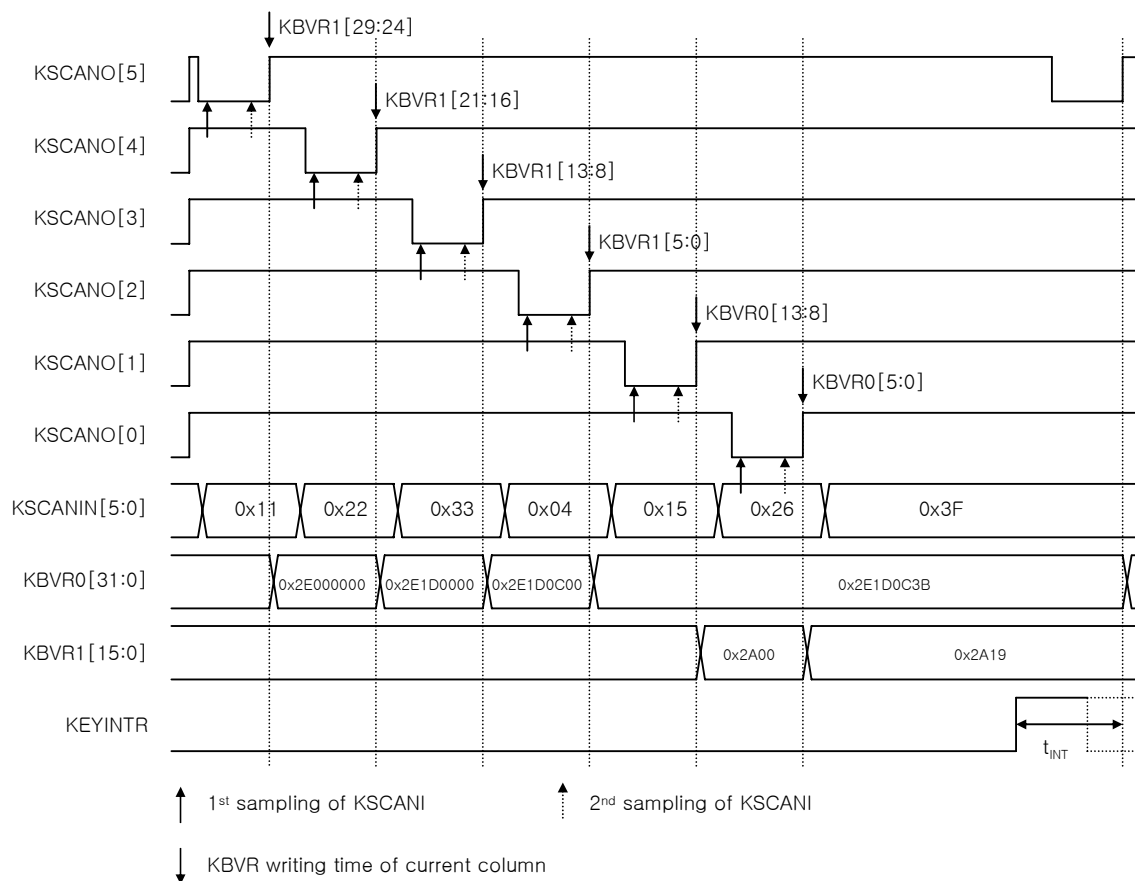 KBVR1[29:24]
KSCANO[5]
KBVR1[21:16]
KSCANO[4]
KBVR1[13:8]
KSCANO[3]
KBVR1[5:0]
KSCANO[2]
KBVR0[13:8]
KSCANO[1]
KBVR0[5:0]
KSCANO[0]
KSCANIN[5:0] 0x11 0x22 0x33 0x04 0x15 0x26 0x3F
KBVR0[31:0] 0x2E000000 0x2E1D0000 0x2E1D0C00 0x2E1D0C3B
KBVR1[15:0] 0x2A00 0x2A19
KEYINTR
tINT
1st sampling of KSCANI 2nd sampling of KSCANI
KBVR writing time of current column